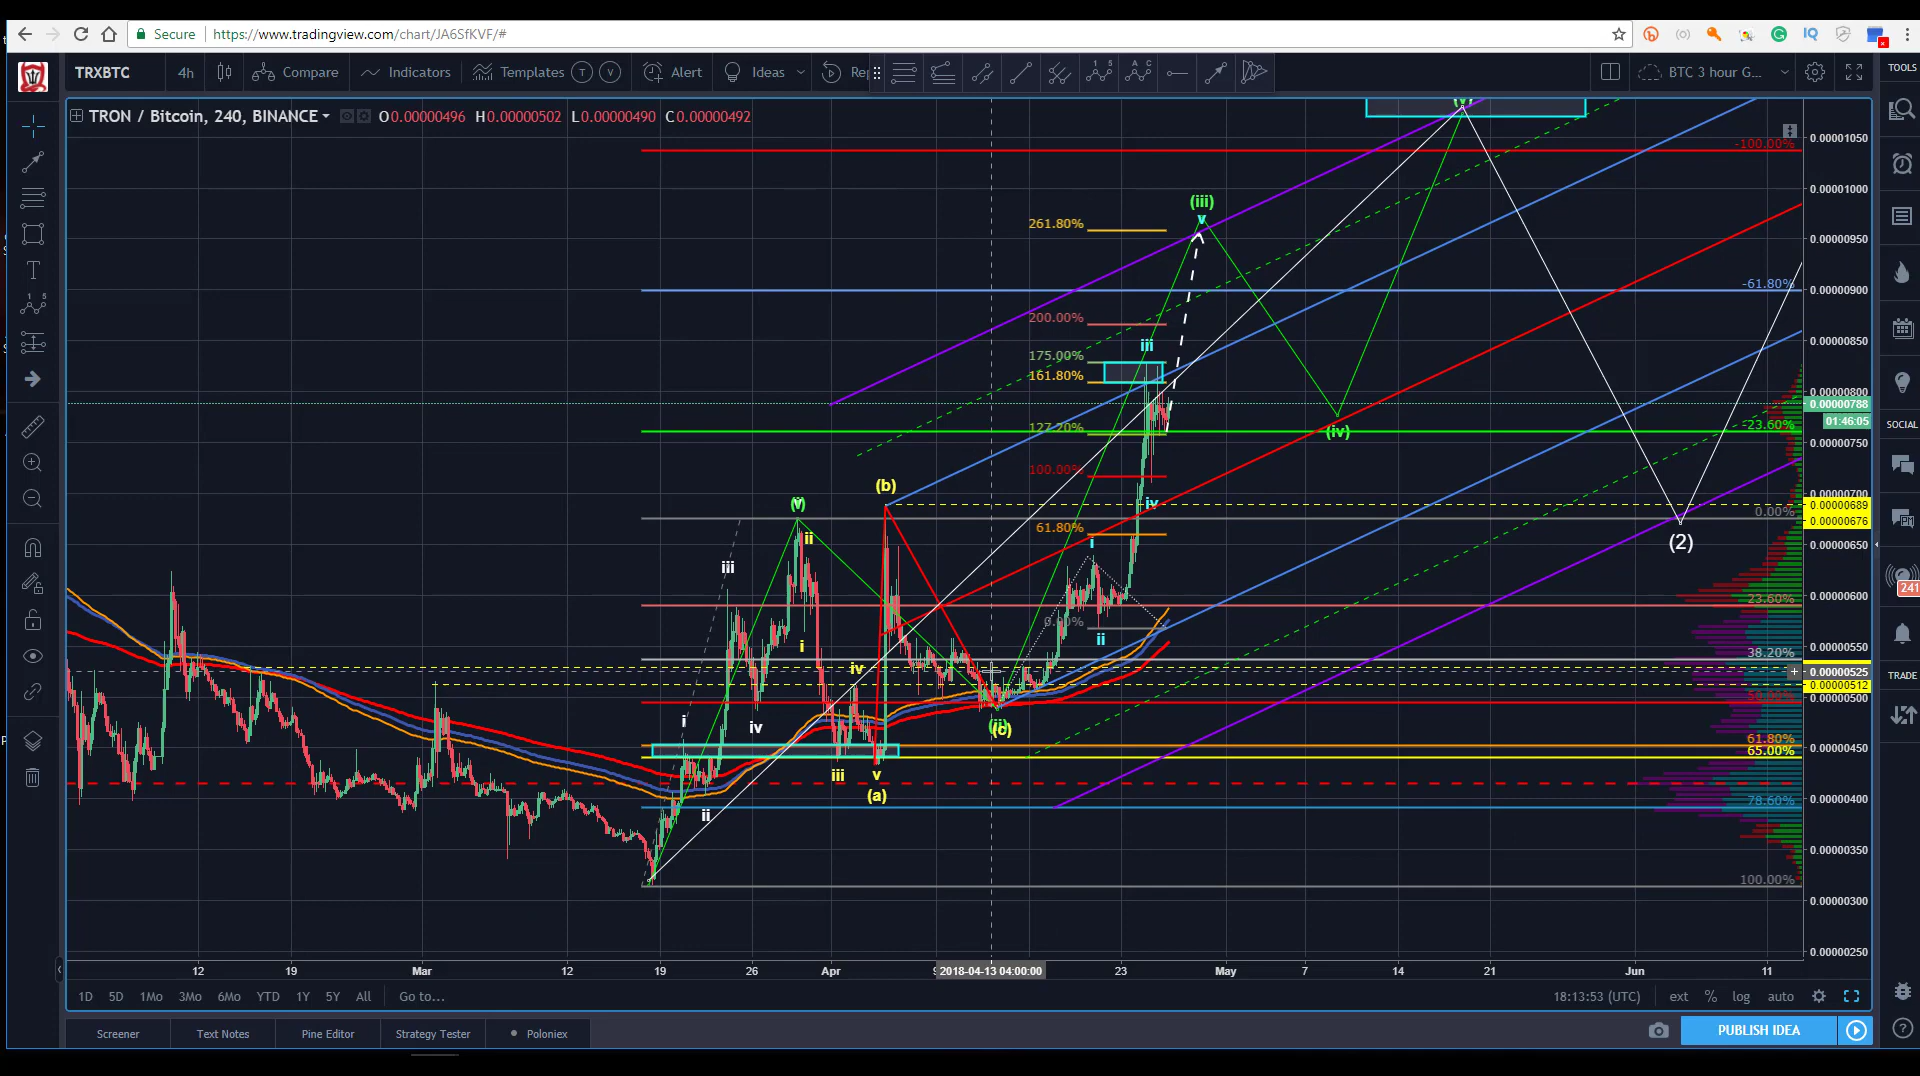 Secure https://www.tradingview.com/chart/JA6SfKVF/#
TRXBTC 4h Compare Indicators Templates T V Alert Ideas Rep BTC 3 hour G... TOOLS
TRON / Bitcoin, 240, BINANCE O0.00000496 H0.00000502 L0.00000490 C0.00000492
0.00001050
-100.00%
0.00001000
(iii)
v
261.80%
0.00000950
-61.80%
0.00000900
200.00%
iii
0.00000850
175.00%
161.80%
0.00000800
0.00000788
01:46:05
127.20%
-23.60%
(iv)
SOCIAL
0.00000750
100.00%
(b)
0.00000700
iv
0.00000689
0.00000676
0.00%
61.80%
ii
i
(2)
0.00000650
iii
241
0.00000600
23.60%
0.00%
ii
i
0.00000550
38.20%
iv
0.00000525
TRADE
0.00000512
50.00%
0.00000500
i
iv
(c)
61.80%
0.00000450
65.00%
iii
v
(a)
0.00000400
78.60%
ii
0.00000350
100.00%
0.00000300
0.00000250
12 19 Mar 12 19 26 Apr 2018-04-13 04:00:00 23 May 7 14 21 Jun 11
1D 5D 1Mo 3Mo 6Mo YTD 1Y 5Y All Go to... 18:13:53 (UTC) ext % log auto
Screener Text Notes Pine Editor Strategy Tester Poloniex PUBLISH IDEA